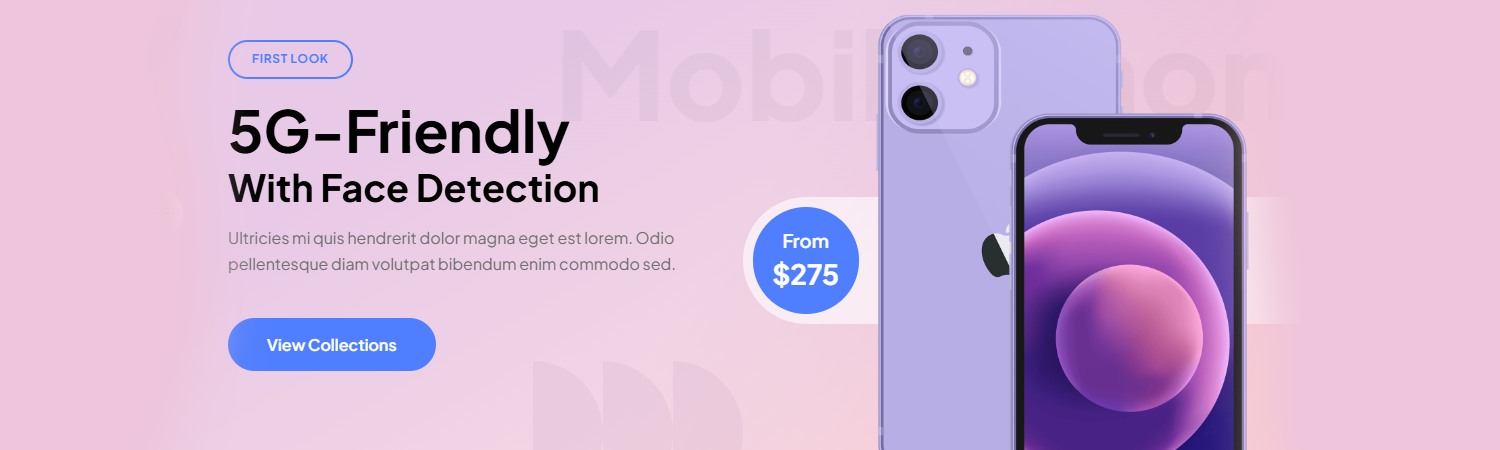 FIRST LOOK
5G-Friendly
With Face Detection
Ultricies mi quis hendrerit dolor magna eget est lorem. Odio
pellentesque diam volutpat bibendum enim commodo sed.
View Collections
From
$275